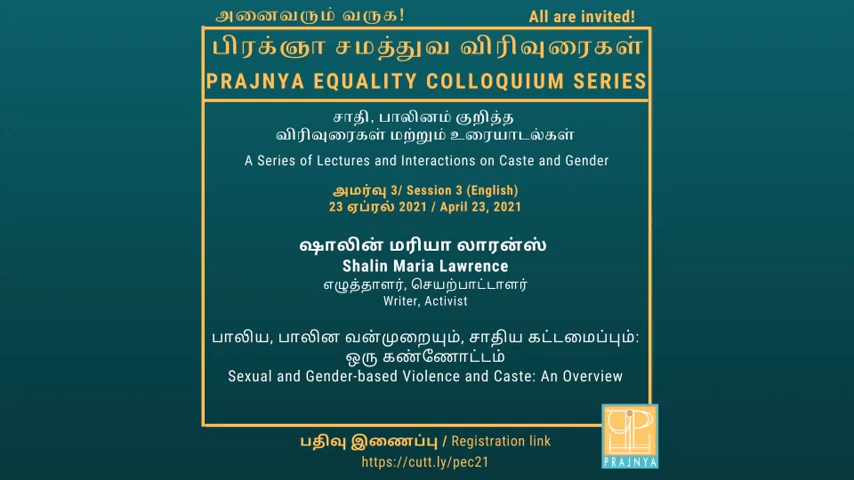 அனைவரும் வருக!
All are invited!
பிரக்ஞா சமத்துவ விரிவுரைகள்
PRAJNYA EQUALITY COLLOQUIUM SERIES
சாதி, பாலினம் குறித்த
விரிவுரைகள் மற்றும் உரையாடல்கள்
A Series of Lectures and Interactions on Caste and Gender
அமர்வு 3/ Session 3 (English)
23 ஏப்ரல் 2021 / April 23, 2021
ஷாலின் மரியா லாரன்ஸ்
Shalin Maria Lawrence
எழுத்தாளர், செயற்பாட்டாளர்
Writer, Activist
பாலிய, பாலின வன்முறையும், சாதிய கட்டமைப்பும்:
ஒரு கண்ணோட்டம்
Sexual and Gender-based Violence and Caste: An Overview
பதிவு இணைப்பு / Registration link
https://cutt.ly/pec21
PRAJNYA